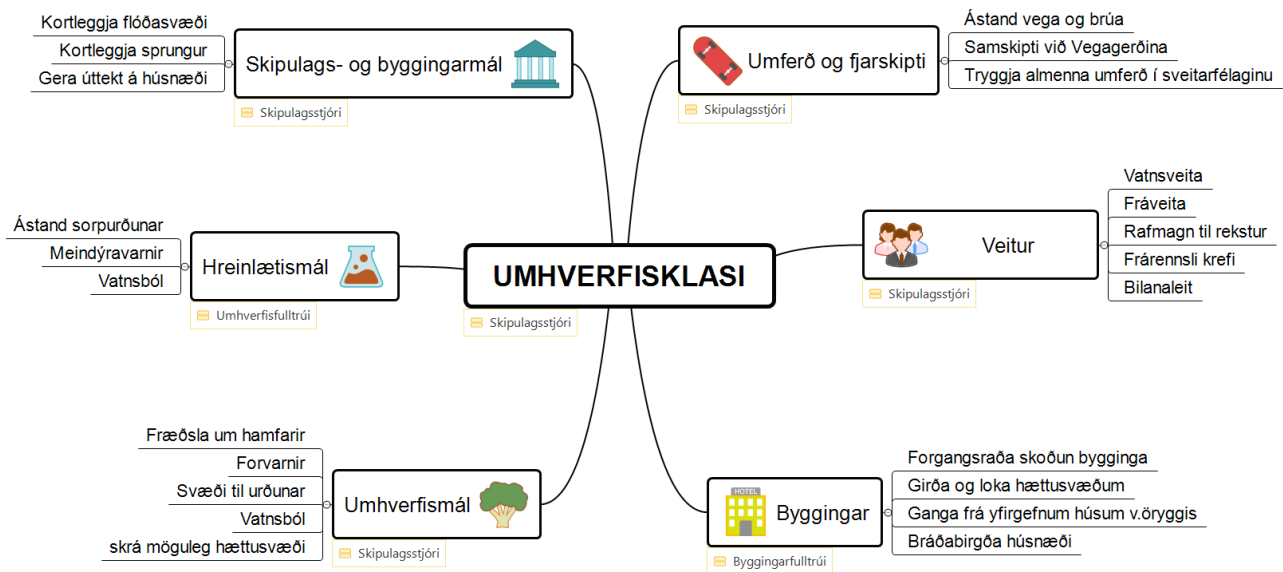 Kortleggja flóðasvæði
Kortleggja sprungur
Gera úttekt á húsnæði
Skipulags- og byggingarmál
Skipulagsstjóri
Umferð og fjarskipti
Skipulagsstjóri
Ástand vega og brúa
Samskipti við Vegagerðina
Tryggja almenna umferð í sveitarfélaginu
Ástand sorpurðunar
Meindýravarnir
Vatnsból
Hreinlætismál
Umhverfisfulltrúi
UMHVERFISKLASI
Skipulagsstjóri
Veitur
Skipulagsstjóri
Vatnsveita
Fráveita
Rafmagn til rekstur
Frárennsli krefi
Bilanaleit
Fræðsla um hamfarir
Forvarnir
Svæði til urðunar
Vatnsból
skrá möguleg hættusvæði
Umhverfismál
Skipulagsstjóri
HOTEL
Byggingar
Byggingarfulltrúi
Forgangsraða skoðun bygginga
Girða og loka hættusvæðum
Ganga frá yfirgefnum húsum v.öryggis
Bráðabirgða húsnæði